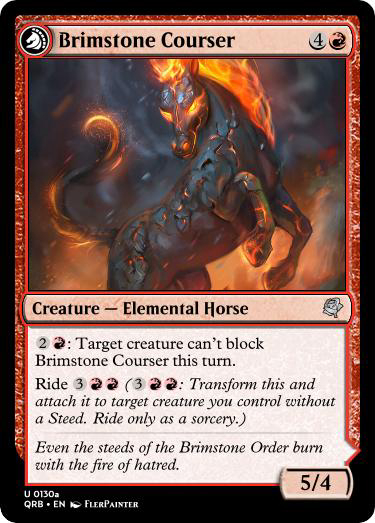 Brimstone Courser 4
2 : Target creature can't block
Brimstone Courser this turn.
Ride 3 ( 3 : Transform this and
attach it to target creature you control without
a Steed. Ride only as a sorcery.)
Even the steeds of the Brimstone Order burn
with the fire of hatred.
Creature — Elemental Horse
5/4
U 0130a
QRB • EN FlerPainter